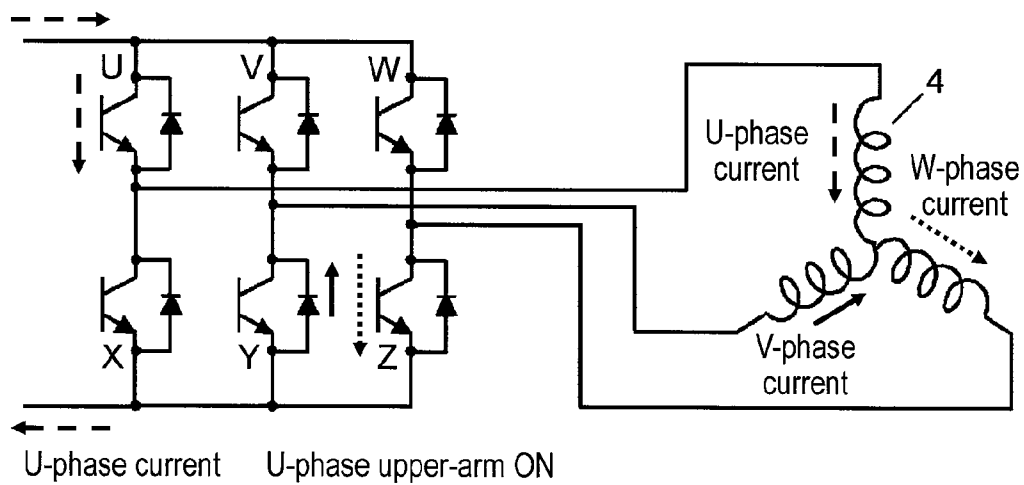 U
V
W
4
U-phase
current
W-phase
current
X
Y
Z
V-phase
current
U-phase current
U-phase upper-arm ON